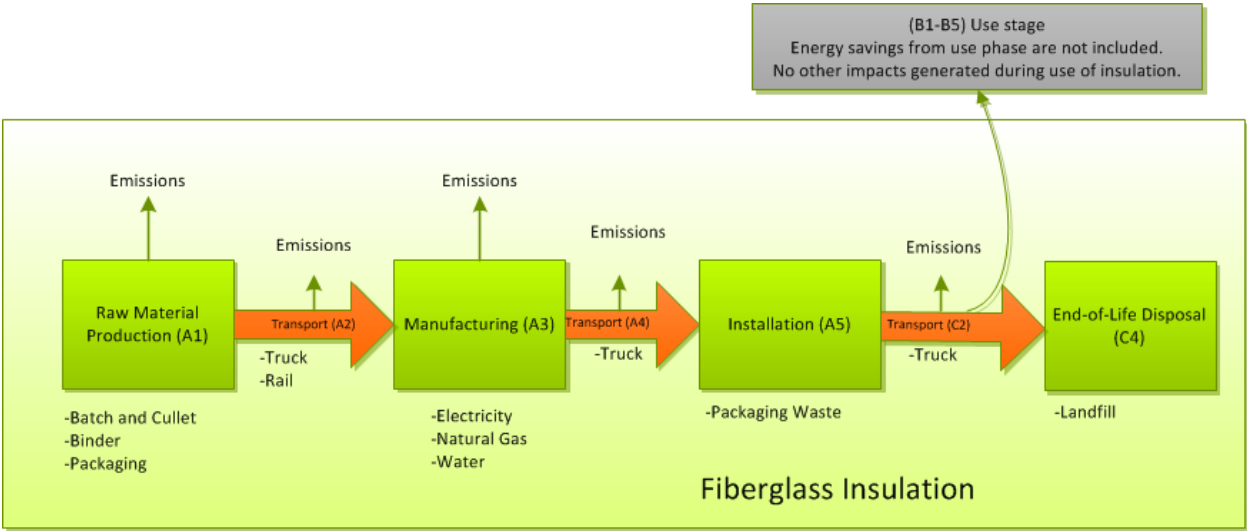 (B1-B5) Use stage
Energy savings from use phase are not included.
No other impacts generated during use of insulation.
Emissions
Emissions
Emissions
Emissions
Emissions
Raw Material
Production (A1)
Transport (A2)
-Truck
-Rail
Manufacturing (A3)
Transport (A4)
-Truck
Installation (A5)
Transport (C2)
-Truck
End-of-Life Disposal
(C4)
-Batch and Cullet
-Binder
-Packaging
-Electricity
-Natural Gas
-Water
-Packaging Waste
-Landfill
Fiberglass Insulation